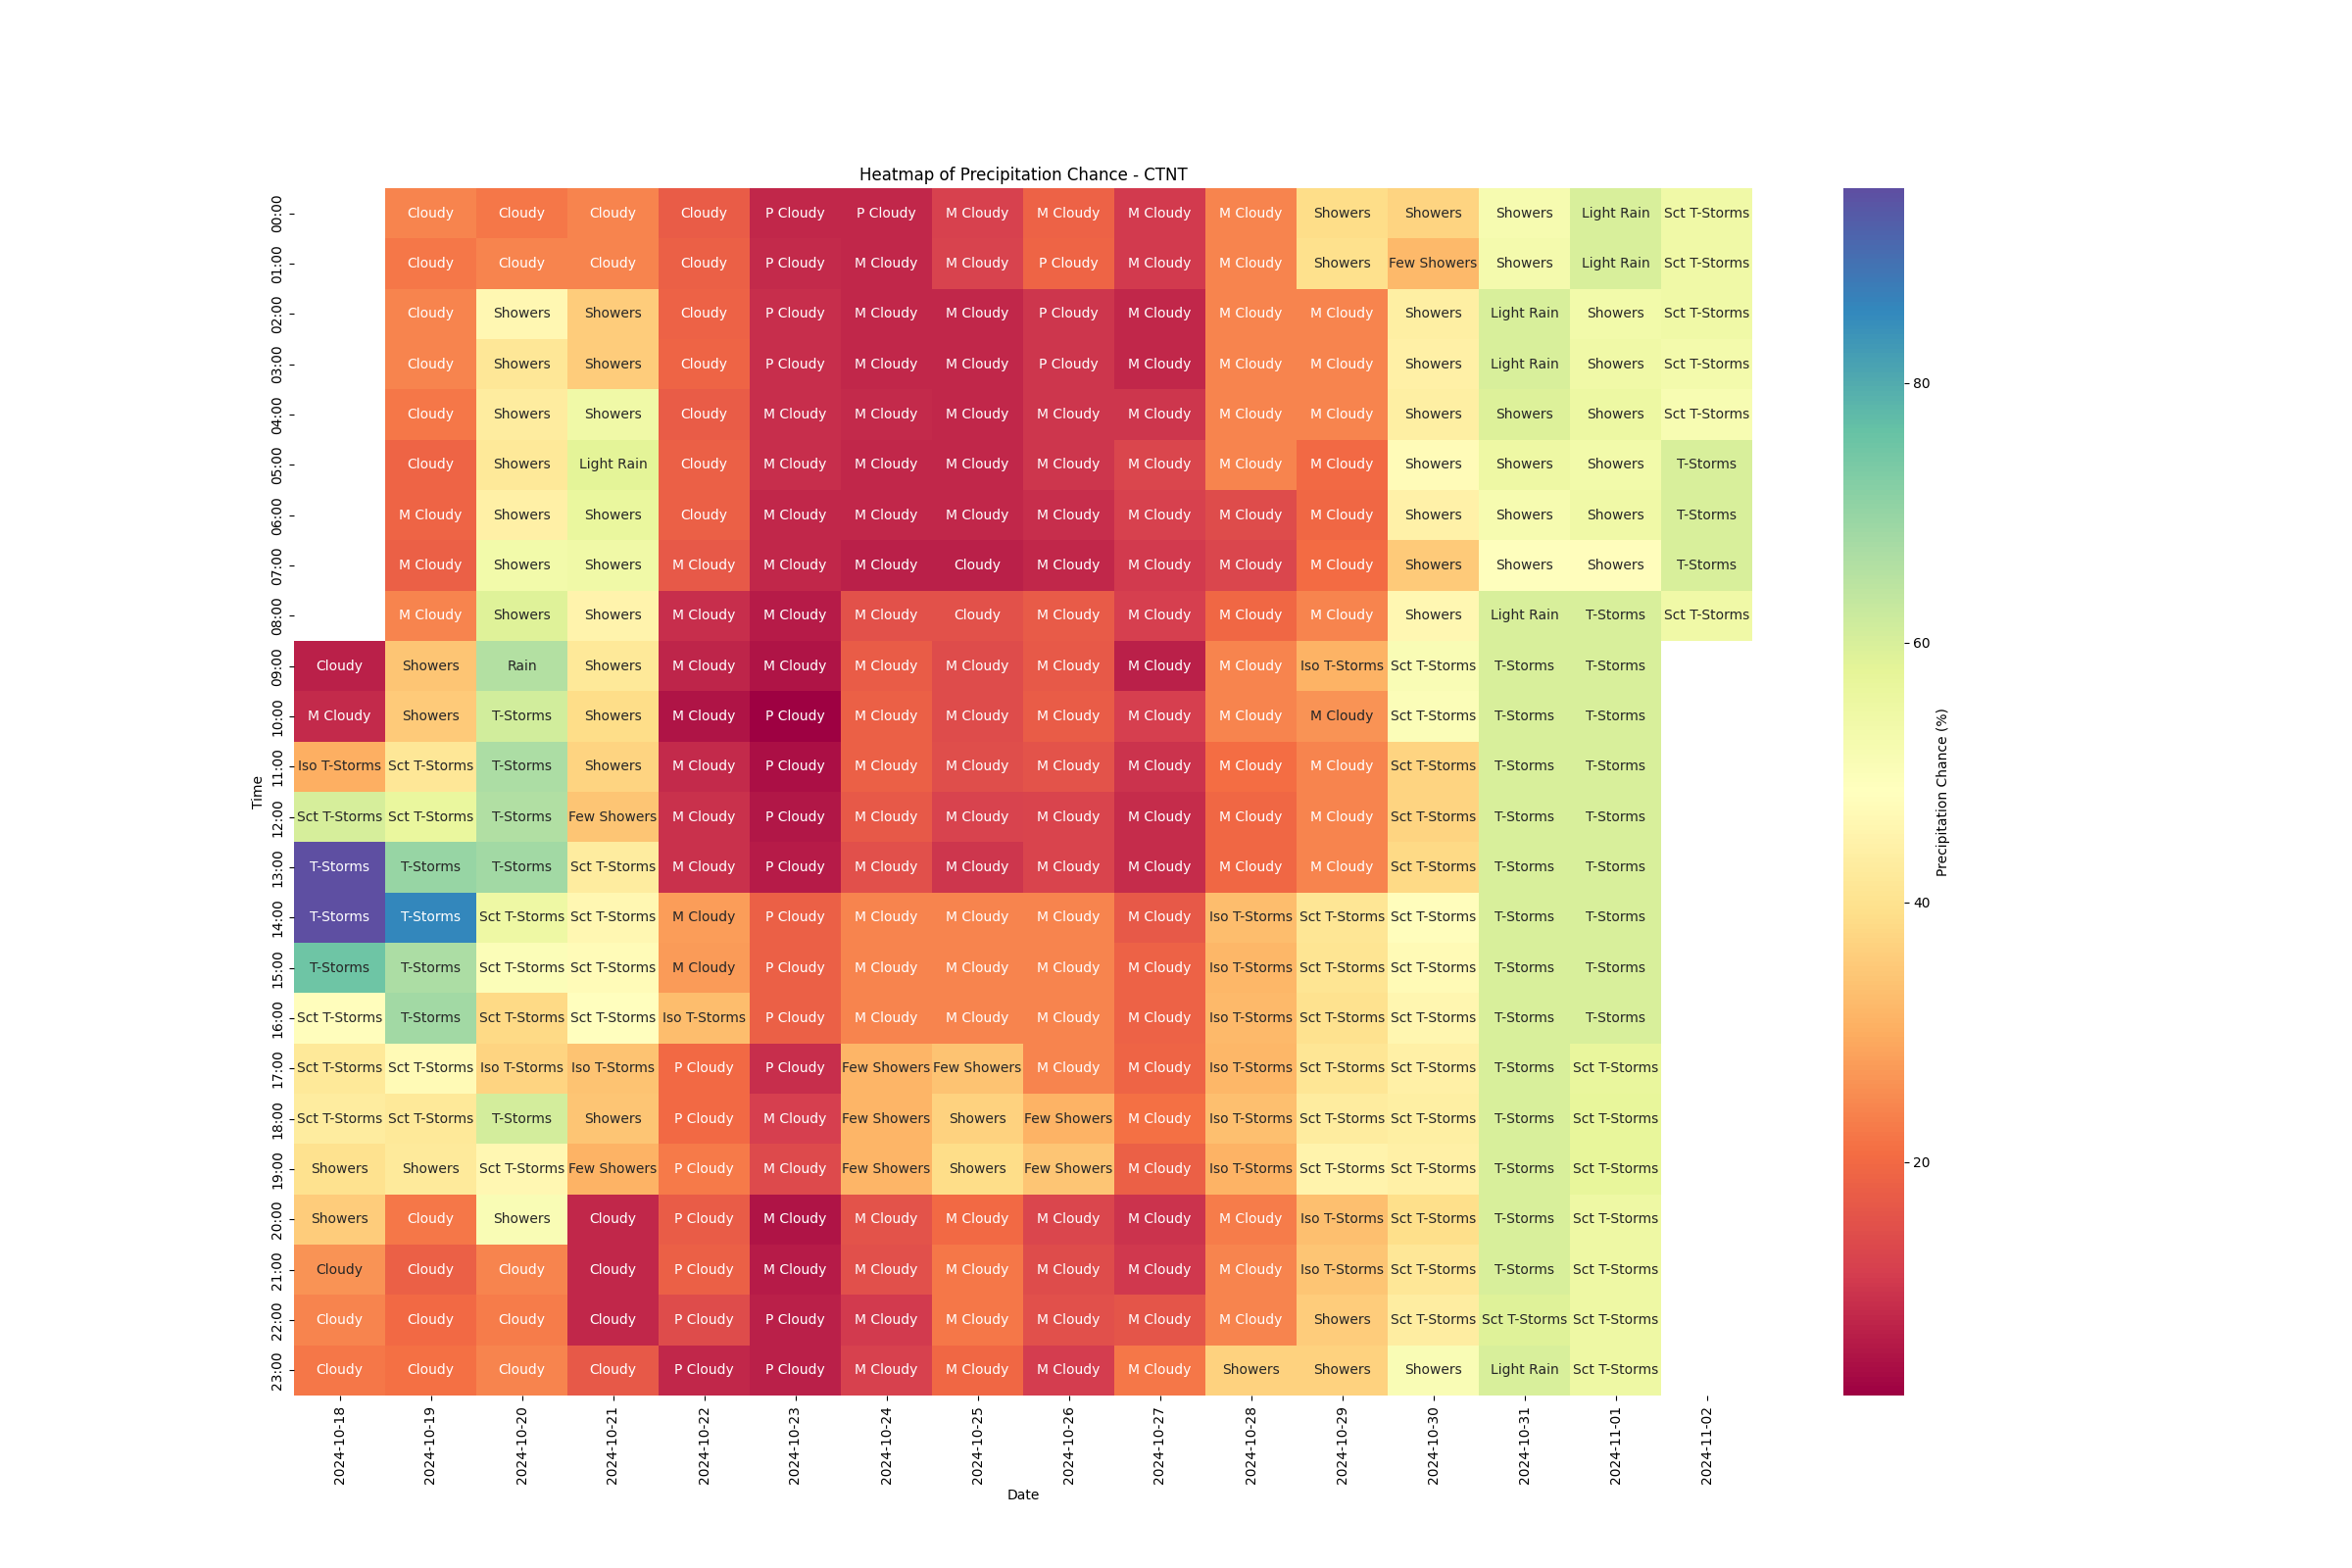 Heatmap of Precipitation Chance - CTNT
00:00 Cloudy Cloudy Cloudy Cloudy P Cloudy P Cloudy M Cloudy M Cloudy M Cloudy M Cloudy Showers Showers Showers Light Rain Sct T-Storms
01:00 Cloudy Cloudy Cloudy Cloudy P Cloudy M Cloudy M Cloudy P Cloudy M Cloudy M Cloudy Showers Few Showers Showers Light Rain Sct T-Storms
02:00 Cloudy Showers Showers Cloudy P Cloudy M Cloudy M Cloudy P Cloudy M Cloudy M Cloudy M Cloudy Showers Light Rain Showers Sct T-Storms
03:00 Cloudy Showers Showers Cloudy P Cloudy M Cloudy M Cloudy P Cloudy M Cloudy M Cloudy M Cloudy Showers Light Rain Showers Sct T-Storms
04:00 Cloudy Showers Showers Cloudy M Cloudy M Cloudy M Cloudy M Cloudy M Cloudy M Cloudy M Cloudy Showers Showers Showers Sct T-Storms
05:00 Cloudy Showers Light Rain Cloudy M Cloudy M Cloudy M Cloudy M Cloudy M Cloudy M Cloudy M Cloudy Showers Showers Showers T-Storms
06:00 M Cloudy Showers Showers Cloudy M Cloudy M Cloudy M Cloudy M Cloudy M Cloudy M Cloudy M Cloudy Showers Showers Showers T-Storms
07:00 M Cloudy Showers Showers M Cloudy M Cloudy M Cloudy Cloudy M Cloudy M Cloudy M Cloudy M Cloudy Showers Showers Showers T-Storms
08:00 M Cloudy Showers Showers M Cloudy M Cloudy M Cloudy Cloudy M Cloudy M Cloudy M Cloudy M Cloudy Showers Light Rain T-Storms Sct T-Storms
09:00 Cloudy Showers Rain Showers M Cloudy M Cloudy M Cloudy M Cloudy M Cloudy M Cloudy M Cloudy Iso T-Storms Sct T-Storms T-Storms T-Storms
10:00 M Cloudy Showers T-Storms Showers M Cloudy P Cloudy M Cloudy M Cloudy M Cloudy M Cloudy M Cloudy M Cloudy Sct T-Storms T-Storms T-Storms
11:00 Iso T-Storms Sct T-Storms T-Storms Showers M Cloudy P Cloudy M Cloudy M Cloudy M Cloudy M Cloudy M Cloudy M Cloudy Sct T-Storms T-Storms T-Storms
12:00 Sct T-Storms Sct T-Storms T-Storms Few Showers M Cloudy P Cloudy M Cloudy M Cloudy M Cloudy M Cloudy M Cloudy M Cloudy Sct T-Storms T-Storms T-Storms
13:00 T-Storms T-Storms T-Storms Sct T-Storms M Cloudy P Cloudy M Cloudy M Cloudy M Cloudy M Cloudy M Cloudy M Cloudy Sct T-Storms T-Storms T-Storms
14:00 T-Storms T-Storms Sct T-Storms Sct T-Storms M Cloudy P Cloudy M Cloudy M Cloudy M Cloudy M Cloudy Iso T-Storms Sct T-Storms Sct T-Storms T-Storms T-Storms
15:00 T-Storms T-Storms Sct T-Storms Sct T-Storms M Cloudy P Cloudy M Cloudy M Cloudy M Cloudy M Cloudy Iso T-Storms Sct T-Storms Sct T-Storms T-Storms T-Storms
16:00 Sct T-Storms T-Storms Sct T-Storms Sct T-Storms Iso T-Storms P Cloudy M Cloudy M Cloudy M Cloudy M Cloudy Iso T-Storms Sct T-Storms Sct T-Storms T-Storms T-Storms
17:00 Sct T-Storms Sct T-Storms Iso T-Storms Iso T-Storms P Cloudy P Cloudy Few Showers Few Showers M Cloudy M Cloudy Iso T-Storms Sct T-Storms Sct T-Storms T-Storms Sct T-Storms
18:00 Sct T-Storms Sct T-Storms T-Storms Showers P Cloudy M Cloudy Few Showers Showers Few Showers M Cloudy Iso T-Storms Sct T-Storms Sct T-Storms T-Storms Sct T-Storms
19:00 Showers Showers Sct T-Storms Few Showers P Cloudy M Cloudy Few Showers Showers Few Showers M Cloudy Iso T-Storms Sct T-Storms Sct T-Storms T-Storms Sct T-Storms
20:00 Showers Cloudy Showers Cloudy P Cloudy M Cloudy M Cloudy M Cloudy M Cloudy M Cloudy M Cloudy Iso T-Storms Sct T-Storms T-Storms Sct T-Storms
21:00 Cloudy Cloudy Cloudy Cloudy P Cloudy M Cloudy M Cloudy M Cloudy M Cloudy M Cloudy M Cloudy Iso T-Storms Sct T-Storms T-Storms Sct T-Storms
22:00 Cloudy Cloudy Cloudy Cloudy P Cloudy P Cloudy M Cloudy M Cloudy M Cloudy M Cloudy M Cloudy Showers Sct T-Storms Sct T-Storms Sct T-Storms
23:00 Cloudy Cloudy Cloudy Cloudy P Cloudy P Cloudy M Cloudy M Cloudy M Cloudy M Cloudy Showers Showers Showers Light Rain Sct T-Storms
Time
2024-10-18 2024-10-19 2024-10-20 2024-10-21 2024-10-22 2024-10-23 2024-10-24 2024-10-25 2024-10-26 2024-10-27 2024-10-28 2024-10-29 2024-10-30 2024-10-31 2024-11-01 2024-11-02
Date
80
60
40
20
Precipitation Chance (%)